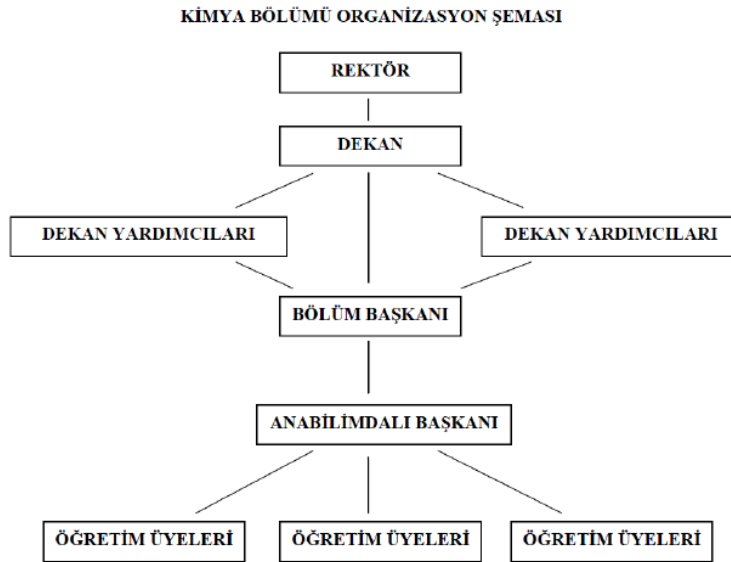 KİMYA BÖLÜMÜ ORGANİZASYON ŞEMASI
REKTÖR
DEKAN
DEKAN YARDIMCILARI
DEKAN YARDIMCILARI
BÖLÜM BAŞKANI
ANABİLİMDALI BAŞKANI
ÖĞRETİM ÜYELERİ
ÖĞRETİM ÜYELERİ
ÖĞRETİM ÜYELERİ